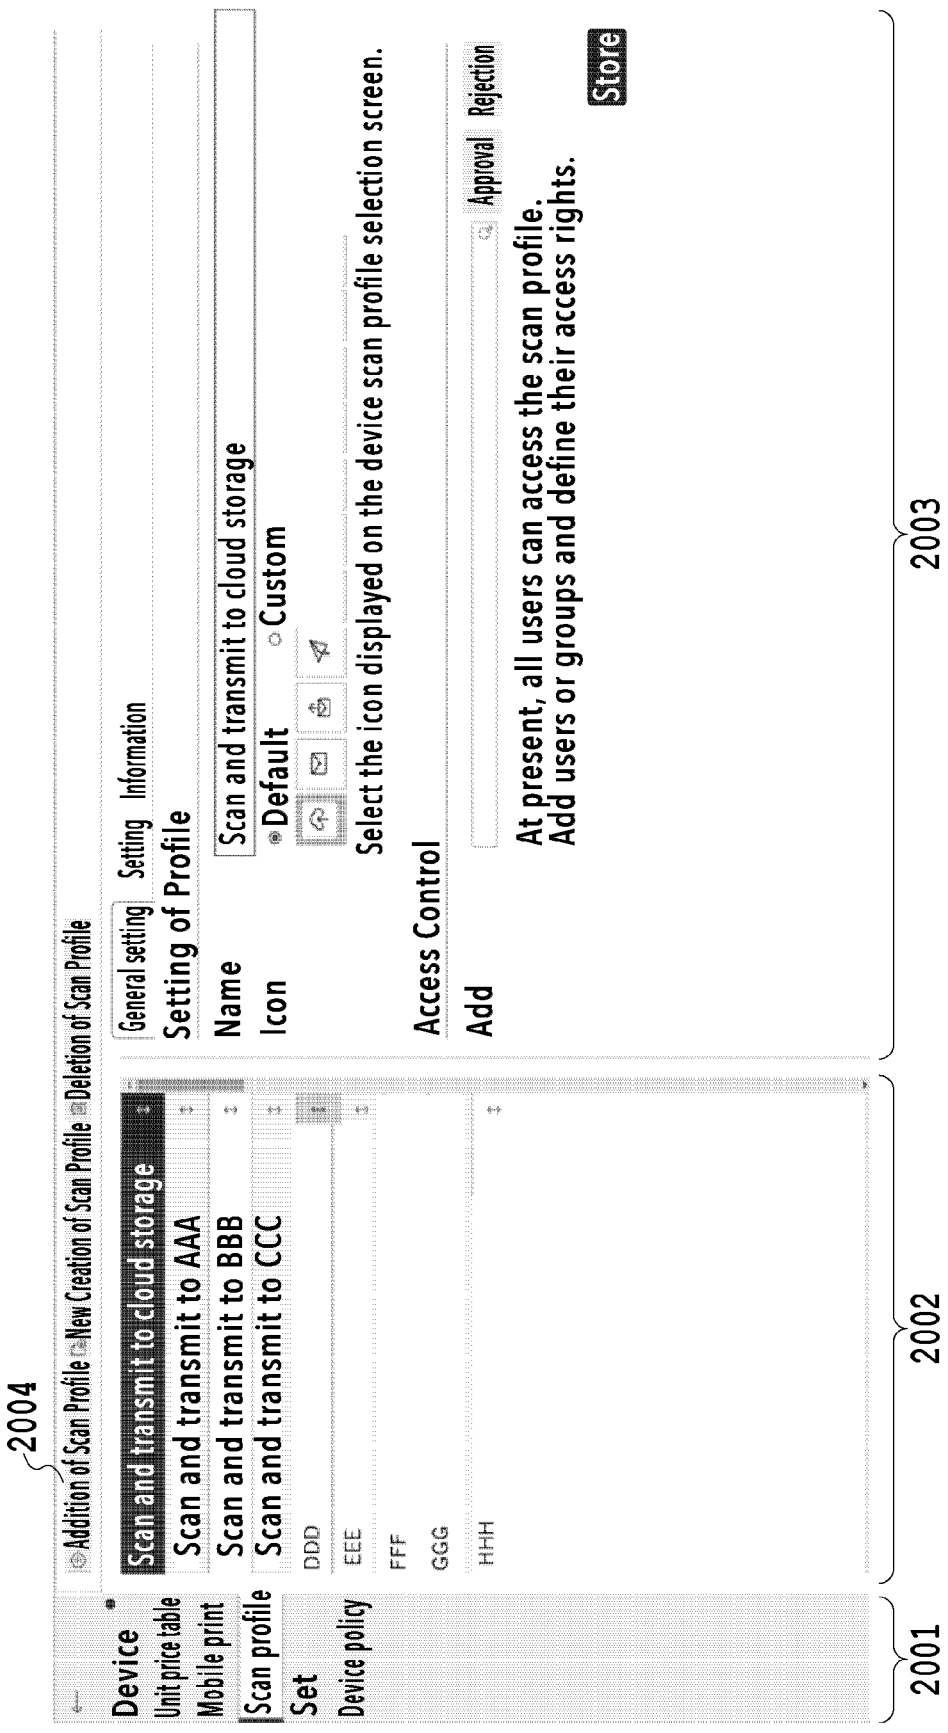 2004
Addition of Scan Profile New Creation of Scan Profile Deletion of Scan Profile
Device
Unit price table
Mobile print
Scan profile
Set
Device policy
Scan and transmit to cloud storage
Scan and transmit to AAA
Scan and transmit to BBB
Scan and transmit to CCC
DDD
EEE
FFF
GGG
HHH
General setting Setting Information
Setting of Profile
Name Scan and transmit to cloud storage
Icon Default Custom
Select the icon displayed on the device scan profile selection screen.
Access Control
Add Approval Rejection
At present, all users can access the scan profile.
Add users or groups and define their access rights.
Store
2001 2002 2003